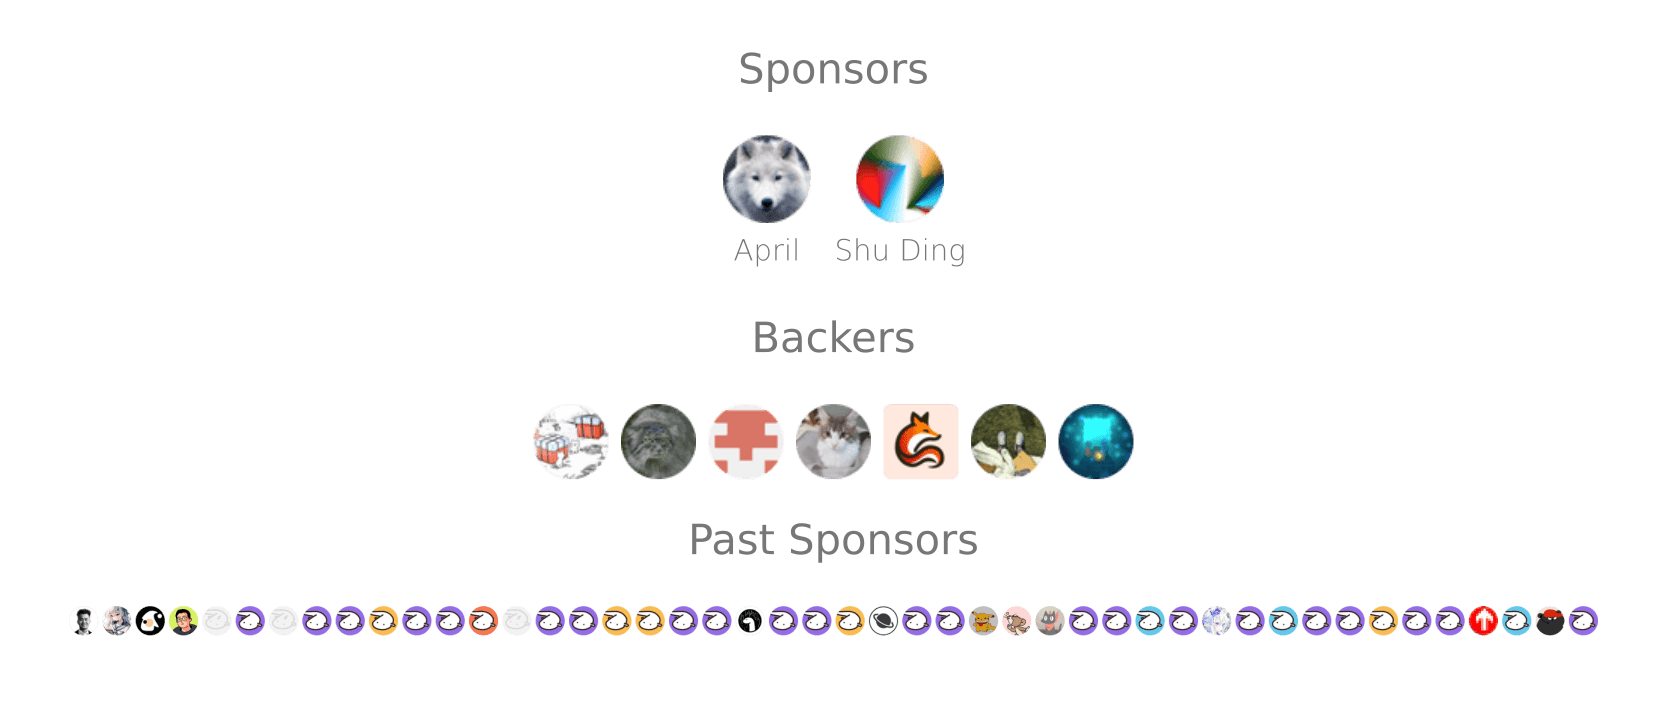 Sponsors
April
Shu Ding
Backers
Past Sponsors